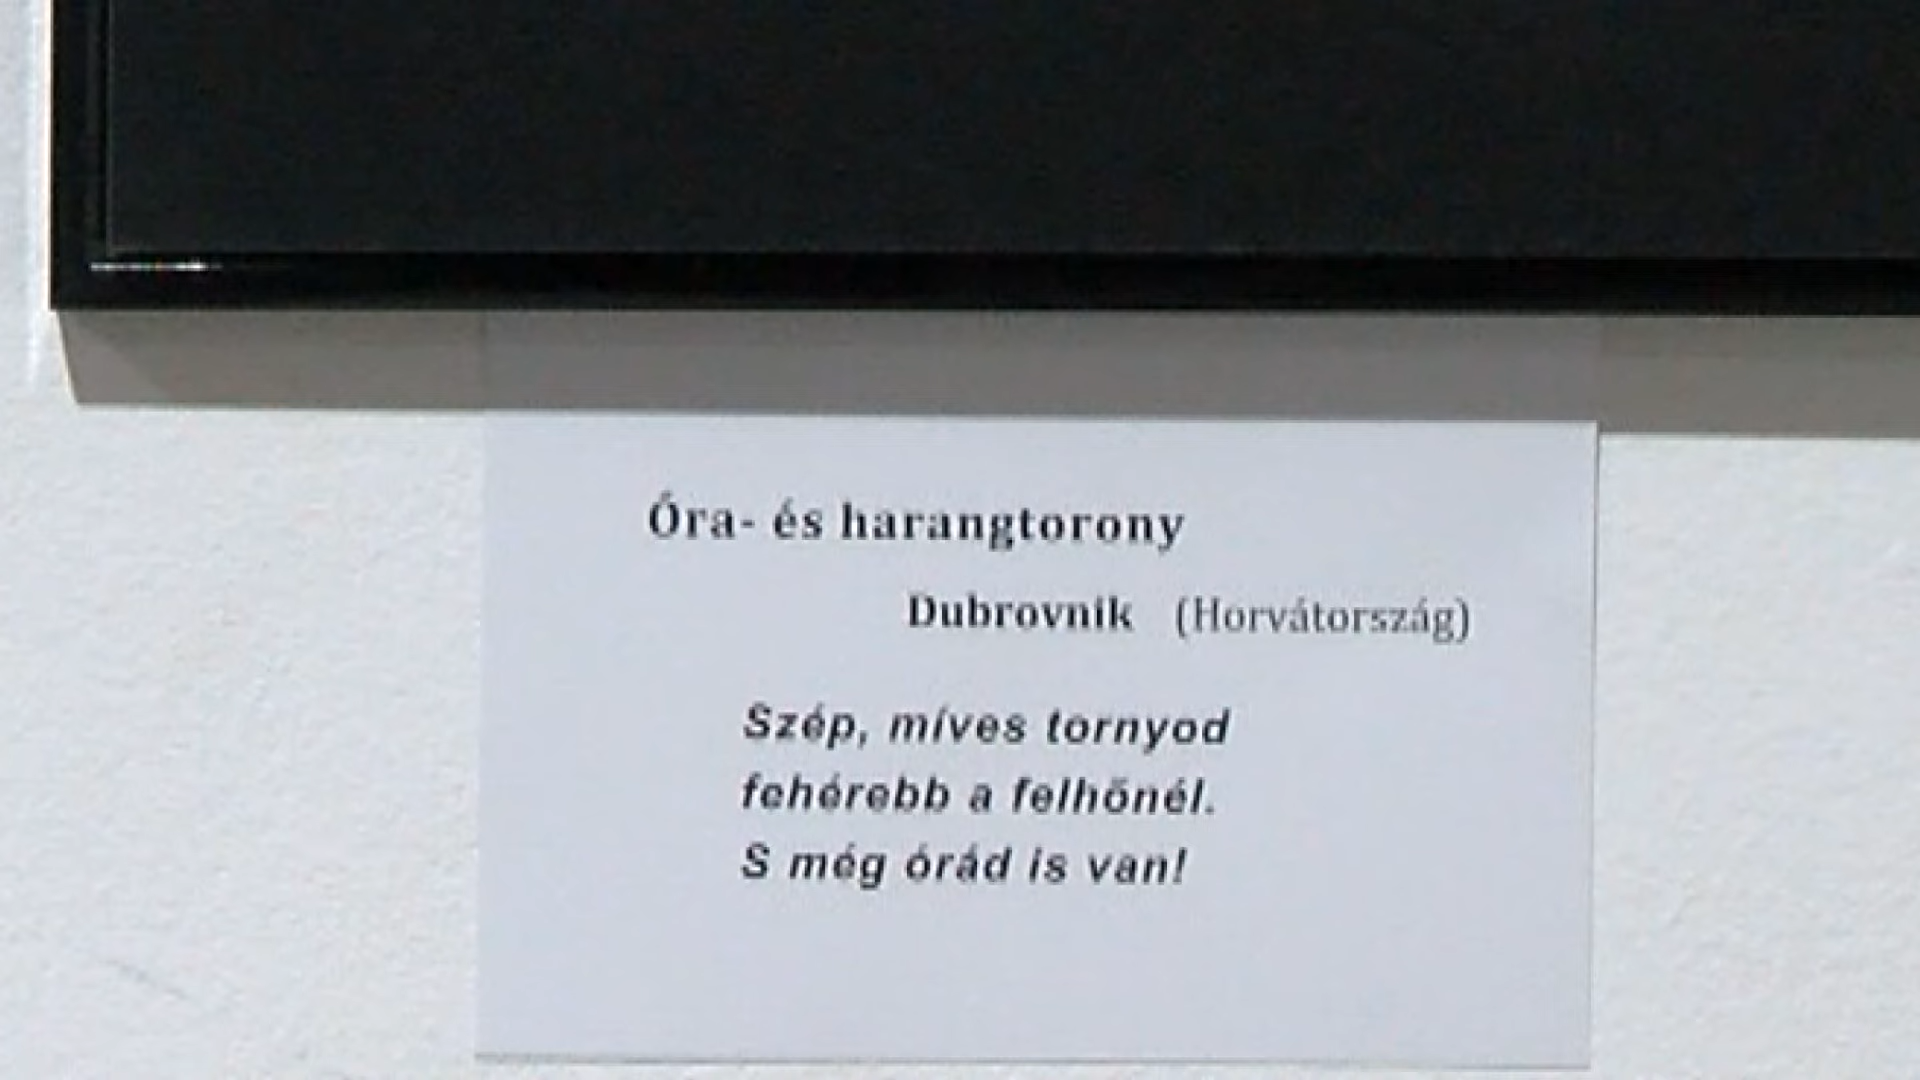 Óra- és harangtorony
Dubrovnik (Horvátország)
Szép, míves tornyod
fehérebb a felhőnél.
S még órád is van!